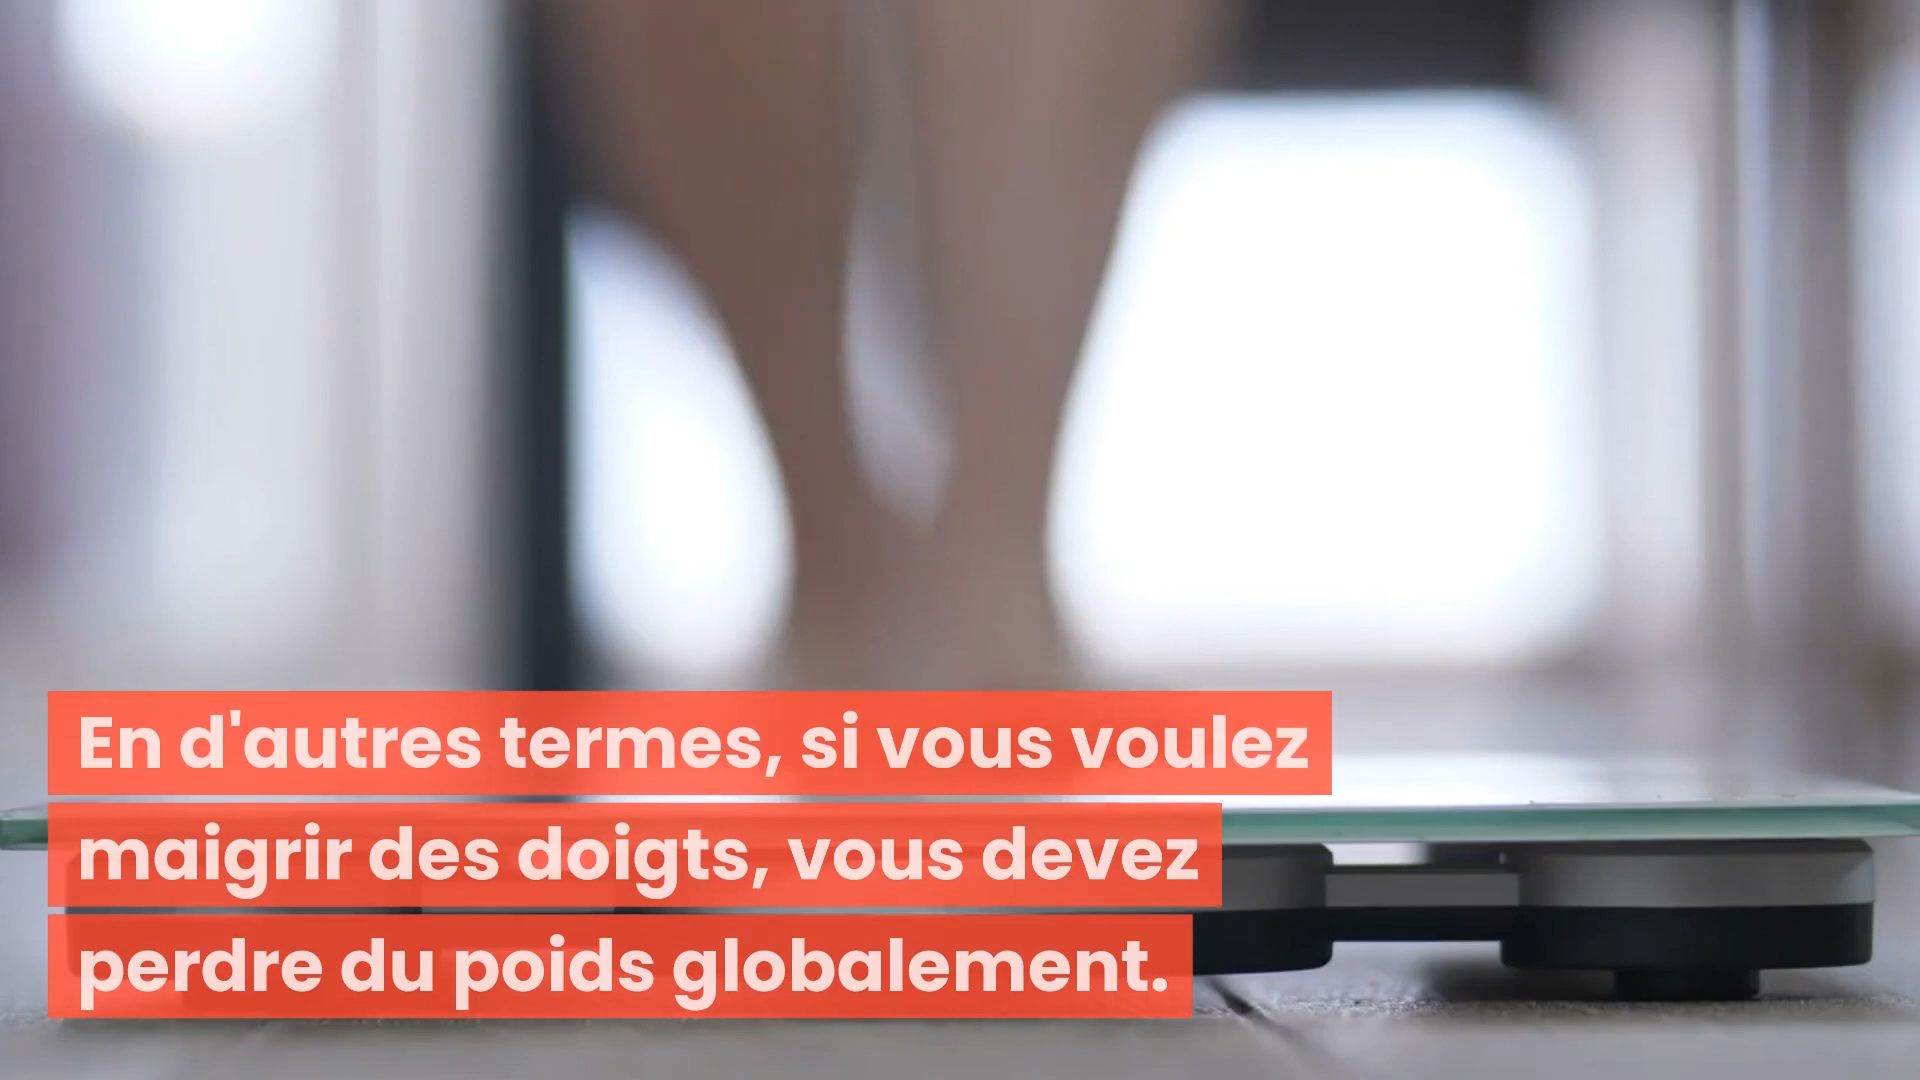 En d'autres termes, si vous voulez
maigrir des doigts, vous devez
perdre du poids globalement.